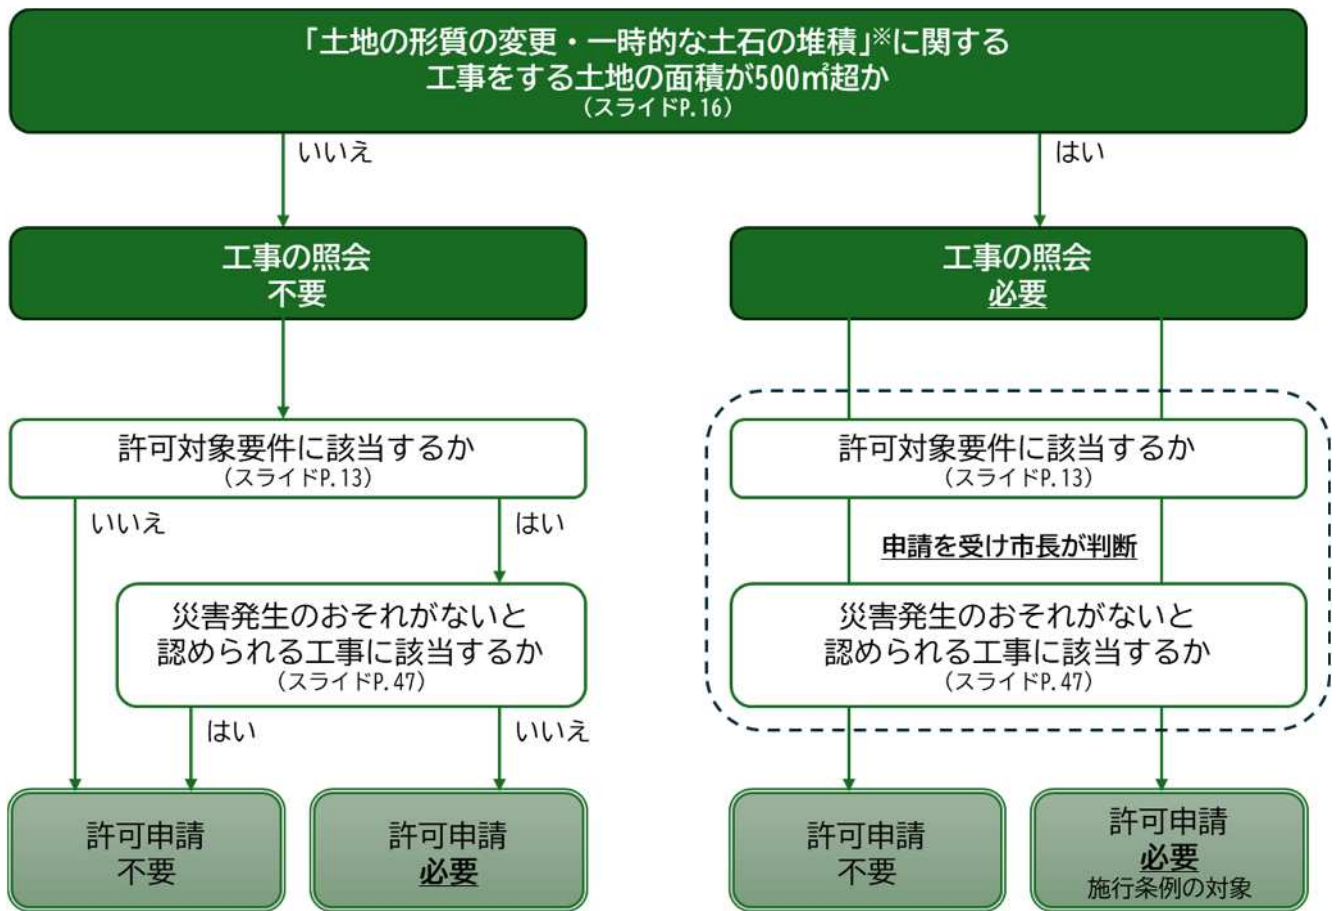 「土地の形質の変更・一時的な土石の堆積」※に関する
工事をする土地の面積が500㎡超か
(スライドP.16)
いいえ
はい
工事の照会
不要
工事の照会
必要
許可対象要件に該当するか
(スライドP.13)
許可対象要件に該当するか
(スライドP.13)
いいえ
はい
申請を受け市長が判断
災害発生のおそれがないと
認められる工事に該当するか
(スライドP.47)
災害発生のおそれがないと
認められる工事に該当するか
(スライドP.47)
はい
いいえ
許可申請
不要
許可申請
必要
許可申請
不要
許可申請
必要
施行条例の対象